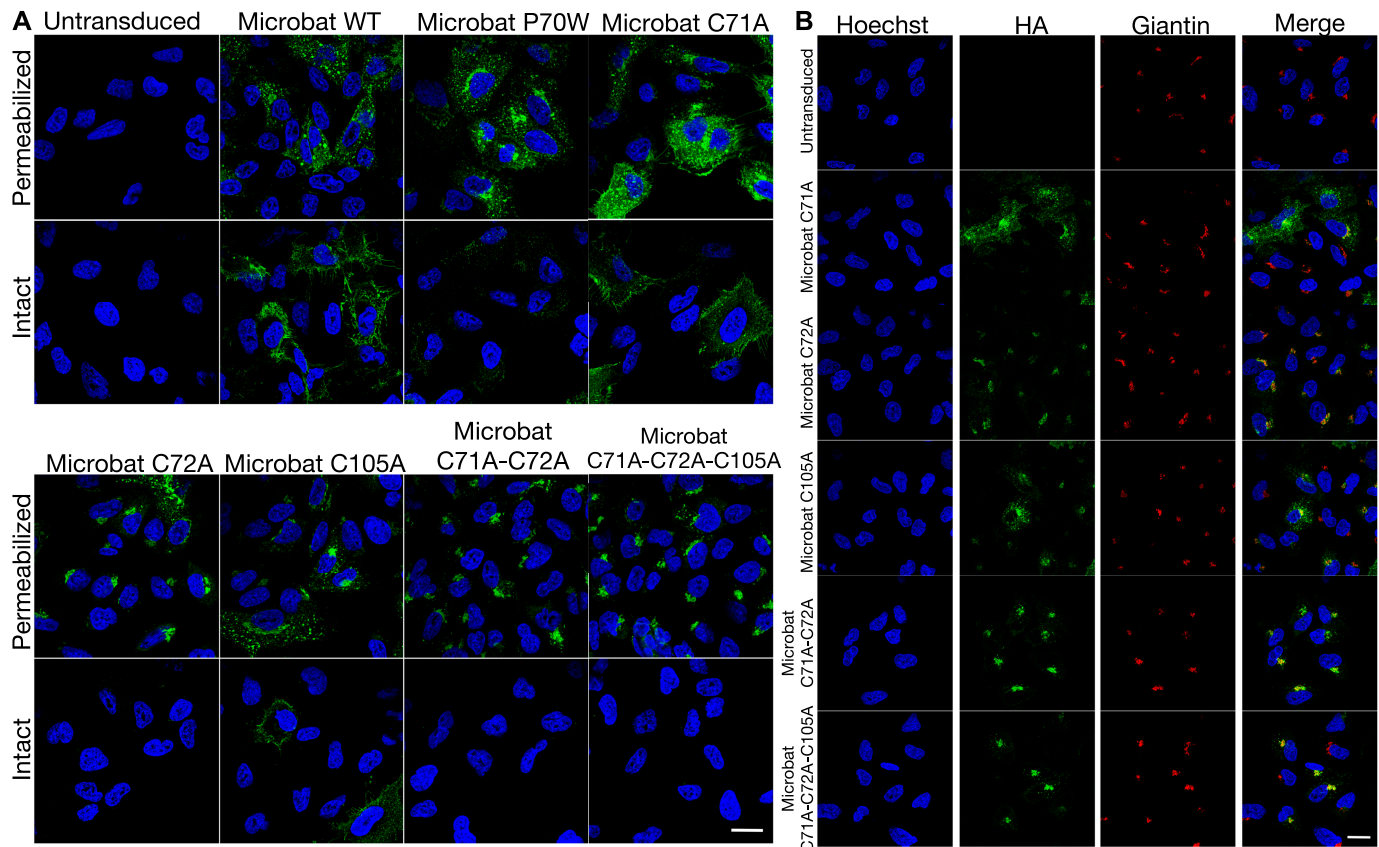 A
Untransduced Microbat WT Microbat P70W Microbat C71A
Permeabilized
Intact
Microbat C72A Microbat C105A Microbat
C71A-C72A Microbat
C71A-C72A-C105A
Permeabilized
Intact
B
Hoechst HA Giantin Merge
Untransduced
Microbat C71A
Microbat C72A
Microbat C105A
Microbat
C71A-C72A
Microbat
C71A-C72A-C105A